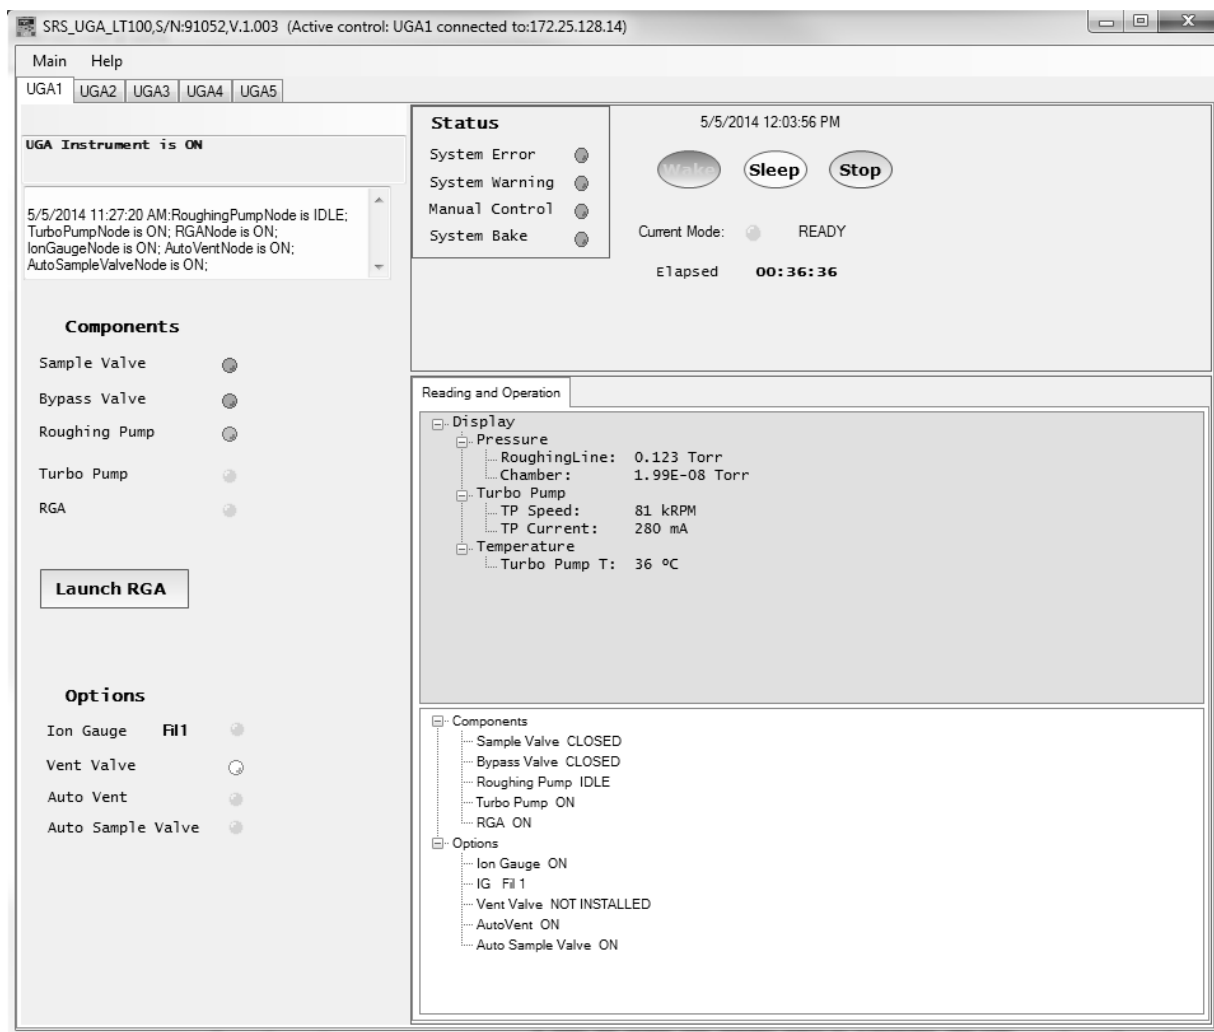 SRS_UGA_LT100,S/N:91052,V.1.003 (Active control: UGA1 connected to:172.25.128.14)
Main Help
UGA1 UGA2 UGA3 UGA4 UGA5
UGA Instrument is ON
5/5/2014 11:27:20 AM:RoughingPumpNode is IDLE;
TurboPumpNode is ON; RGANode is ON;
IonGaugeNode is ON; AutoVentNode is ON;
AutoSampleValveNode is ON;
Components
Sample Valve
Bypass Valve
Roughing Pump
Turbo Pump
RGA
Launch RGA
Options
Ion Gauge Fil1
Vent Valve
Auto Vent
Auto Sample Valve
Status
System Error
System Warning
Manual Control
System Bake
5/5/2014 12:03:56 PM
Wake Sleep Stop
Current Mode: READY
Elapsed 00:36:36
Reading and Operation
Display
Pressure
RoughingLine: 0.123 Torr
Chamber: 1.99E-08 Torr
Turbo Pump
TP Speed: 81 kRPM
TP Current: 280 mA
Temperature
Turbo Pump T: 36 ºC
Components
Sample Valve CLOSED
Bypass Valve CLOSED
Roughing Pump IDLE
Turbo Pump ON
RGA ON
Options
Ion Gauge ON
IG Fil 1
Vent Valve NOT INSTALLED
AutoVent ON
Auto Sample Valve ON